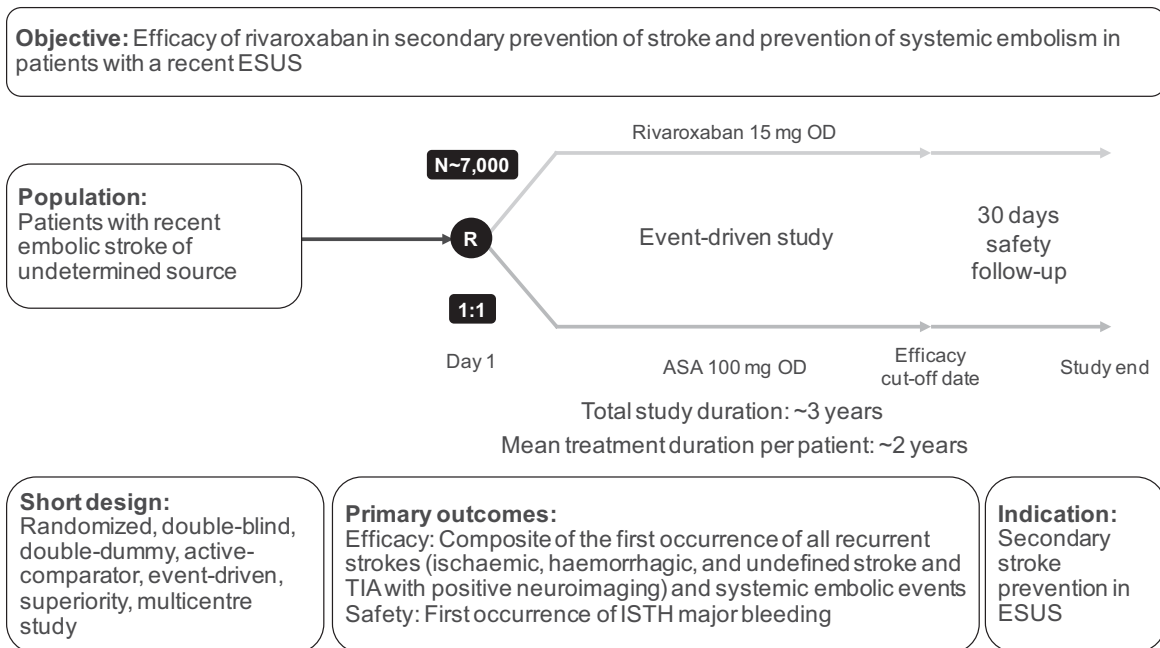 Objective: Efficacy of rivaroxaban in secondary prevention of stroke and prevention of systemic embolism in
patients with a recent ESUS
Rivaroxaban 15 mg OD
N~7,000
Population:
Patients with recent
embolic stroke of
undetermined source
R
Event-driven study
30 days
safety
follow-up
1:1
Day 1
ASA 100 mg OD
Efficacy
cut-off date
Study end
Total study duration: ~3 years
Mean treatment duration per patient: ~2 years
Short design:
Randomized, double-blind,
double-dummy, active-
comparator, event-driven,
superiority, multicentre
study
Primary outcomes:
Efficacy: Composite of the first occurrence of all recurrent
strokes (ischaemic, haemorrhagic, and undefined stroke and
TIA with positive neuroimaging) and systemic embolic events
Safety: First occurrence of ISTH major bleeding
Indication:
Secondary
stroke
prevention in
ESUS